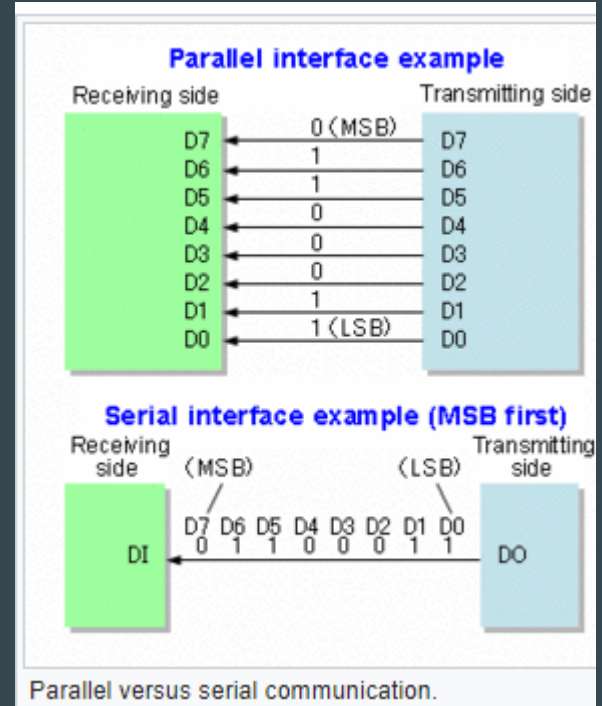 Parallel interface example
Receiving side Transmitting side
D7 0(MSB) D7
D6 1 D6
D5 1 D5
D4 0 D4
D3 0 D3
D2 0 D2
D1 1 D1
D0 1(LSB) D0
Serial interface example (MSB first)
Receiving side (MSB) (LSB) Transmitting side
D7 D6 D5 D4 D3 D2 D1 D0
DI 0 1 1 0 0 0 1 1 DO
Parallel versus serial communication.